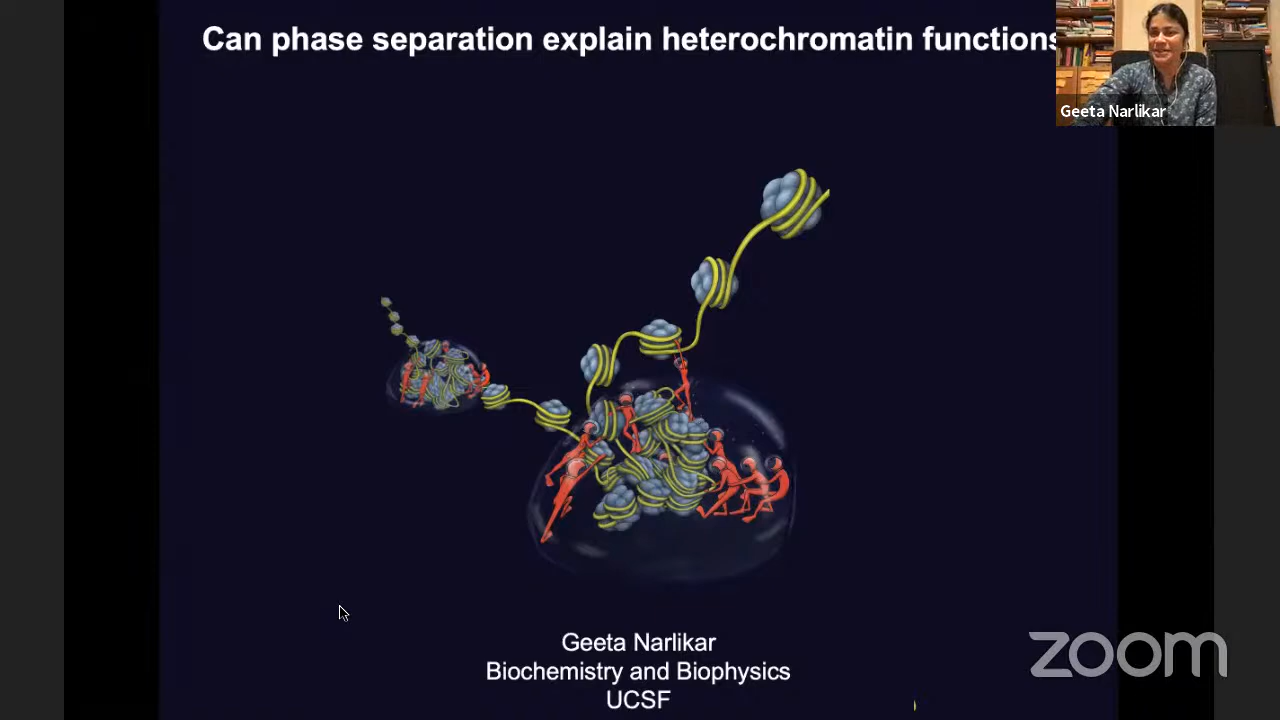 Can phase separation explain heterochromatin functions
Geeta Narlikar
Geeta Narlikar
Biochemistry and Biophysics
UCSF
zoom